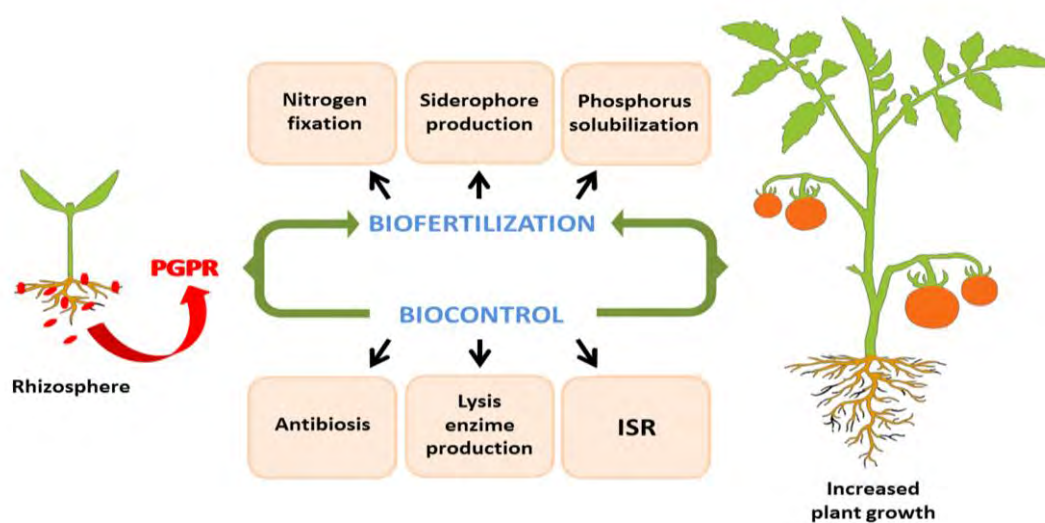 Nitrogen
fixation
Siderophore
production
Phosphorus
solubilization
BIOFERTILIZATION
PGPR
Rhizosphere
BIOCONTROL
Antibiosis
Lysis
enzime
production
ISR
Increased
plant growth